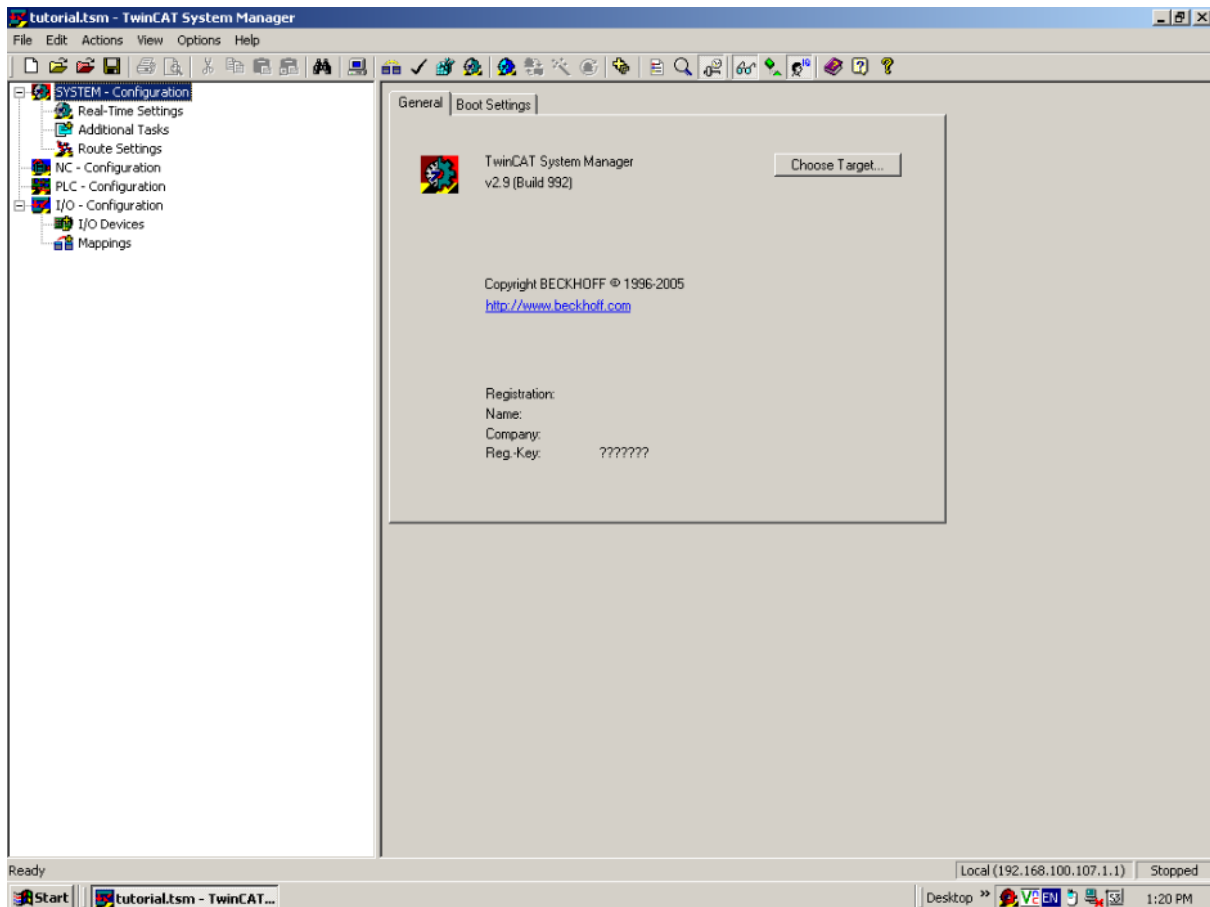 tutorial.tsm - TwinCAT System Manager
File Edit Actions View Options Help
SYSTEM - Configuration
Real-Time Settings
Additional Tasks
Route Settings
NC - Configuration
PLC - Configuration
I/O - Configuration
I/O Devices
Mappings
General Boot Settings
TwinCAT System Manager
v2.9 (Build 992)
Choose Target...
Copyright BECKHOFF © 1996-2005
http://www.beckhoff.com
Registration:
Name:
Company:
Reg.-Key: ???????
Ready
Local (192.168.100.107.1.1) Stopped
Start tutorial.tsm - TwinCAT... Desktop » EN 1:20 PM